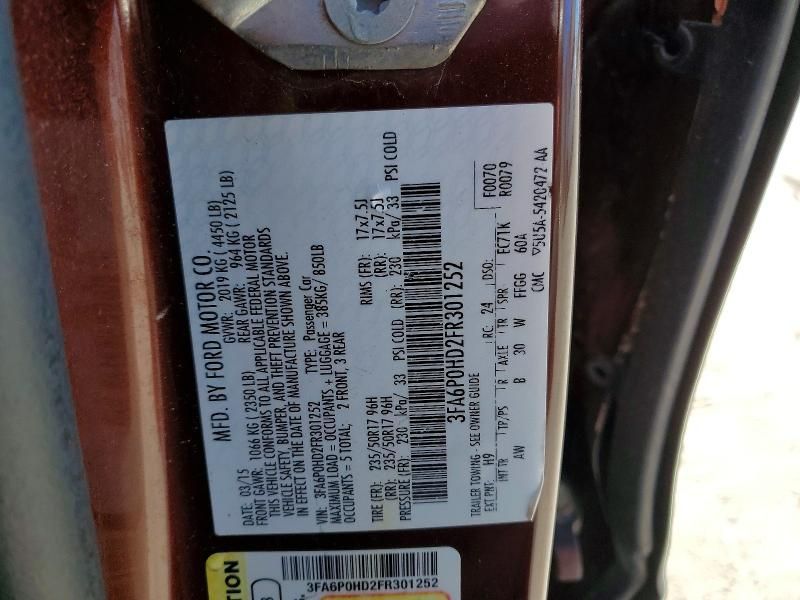 MFD. BY FORD MOTOR CO.
DATE: 03/15 GVWR: 2019 KG ( 4450 LB)
FRONT GAWR: 1066 KG ( 2350LB) REAR GAWR: 964 KG ( 2125 LB)
THIS VEHICLE CONFORMS TO ALL APPLICABLE FEDERAL MOTOR
VEHICLE SAFETY, BUMPER, AND THEFT PREVENTION STANDARDS
IN EFFECT ON THE DATE OF MANUFACTURE SHOWN ABOVE.
VIN: 3FA6P0HD2FR301252 TYPE: Passenger Car
MAXIMUM LOAD = OCCUPANTS + LUGGAGE = 385KG/ 850LB
OCCUPANTS = 5 TOTAL; 2 FRONT, 3 REAR
TIRE (FR): 235/50R17 96H RIMS (FR): 17x7.5J
(RR): 235/50R17 96H (RR): 17x7.5J
PRESSURE (FR): 230 kPa/ 33 PSI COLD (RR): 230 kPa/ 33 PSI COLD
3FA6P0HD2FR301252
TRAILER TOWING - SEE OWNER GUIDE F0070
EXT PNT: H9 RC: 24 DSO: R0079
INT TR TP/PS R AXLE TR SPR EC71K
AW B 30 W FFGG 60A
CMC 5U5A-5420472 AA
3FA6P0HD2FR301252